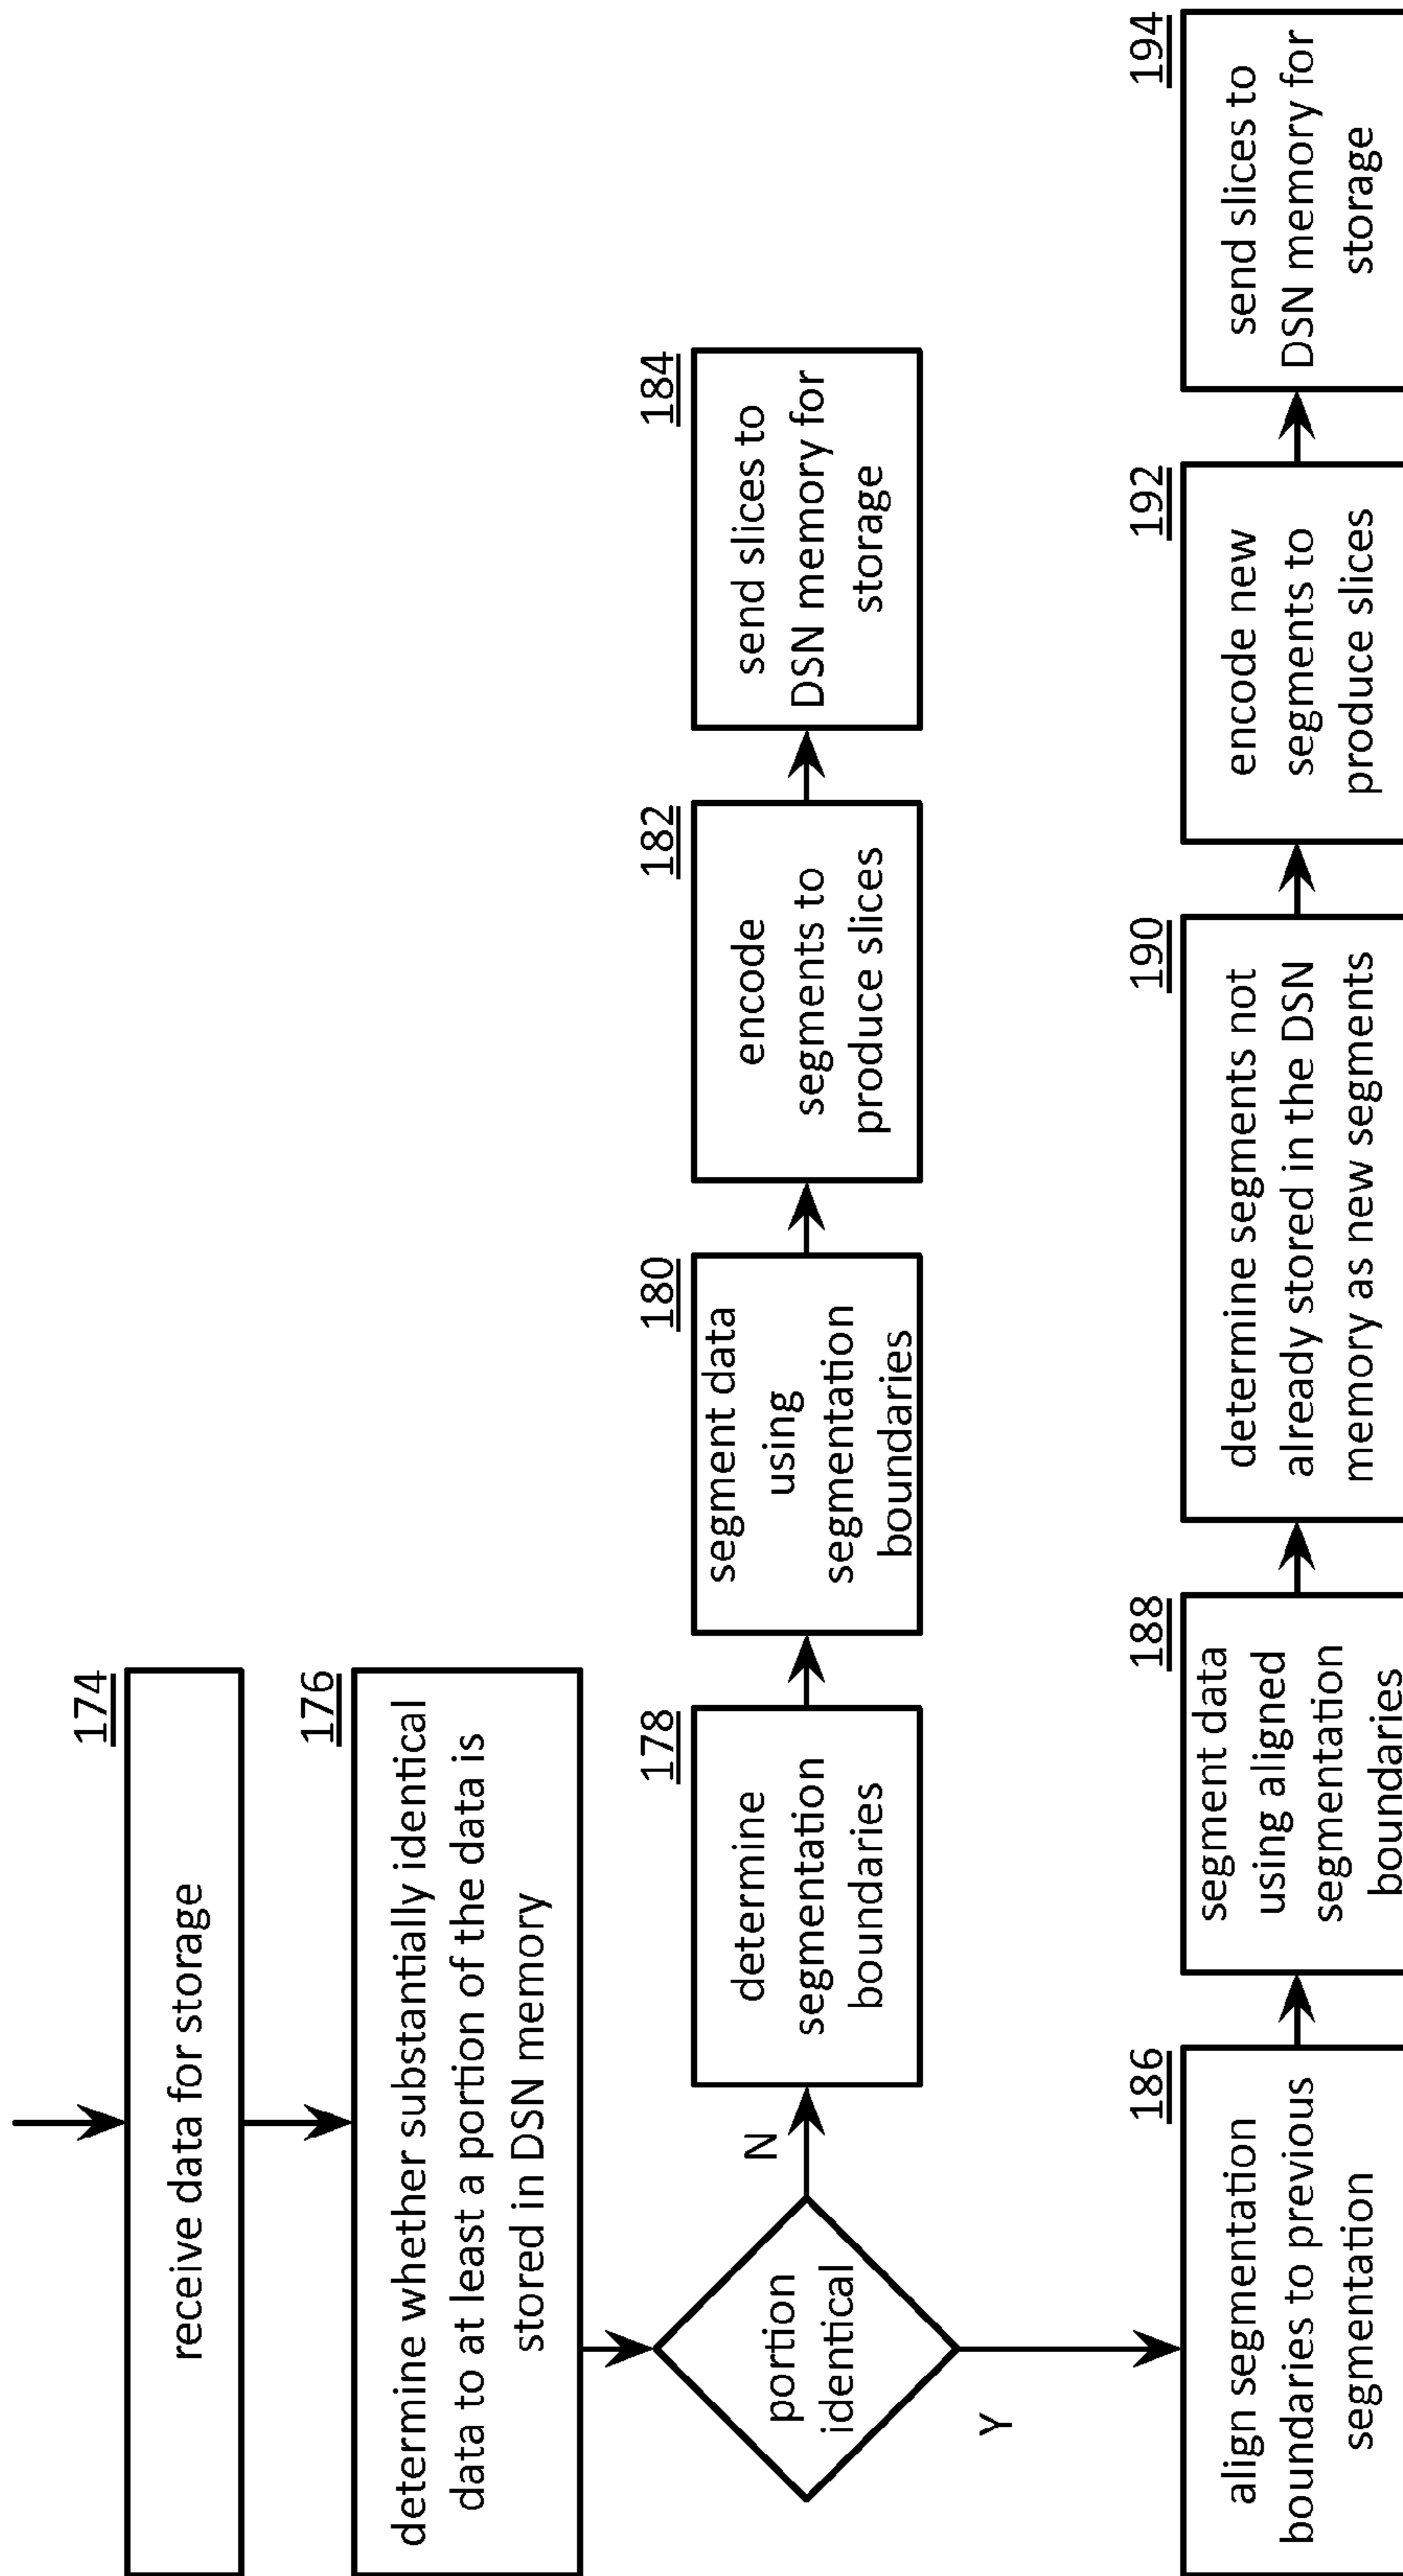 174
receive data for storage
176
determine whether substantially identical
data to at least a portion of the data is
stored in DSN memory
portion
identical
N
Y
178
determine
segmentation
boundaries
180
segment data
using
segmentation
boundaries
182
encode
segments to
produce slices
184
send slices to
DSN memory for
storage
186
align segmentation
boundaries to previous
segmentation
188
segment data
using aligned
segmentation
boundaries
190
determine segments not
already stored in the DSN
memory as new segments
192
encode new
segments to
produce slices
194
send slices to
DSN memory for
storage